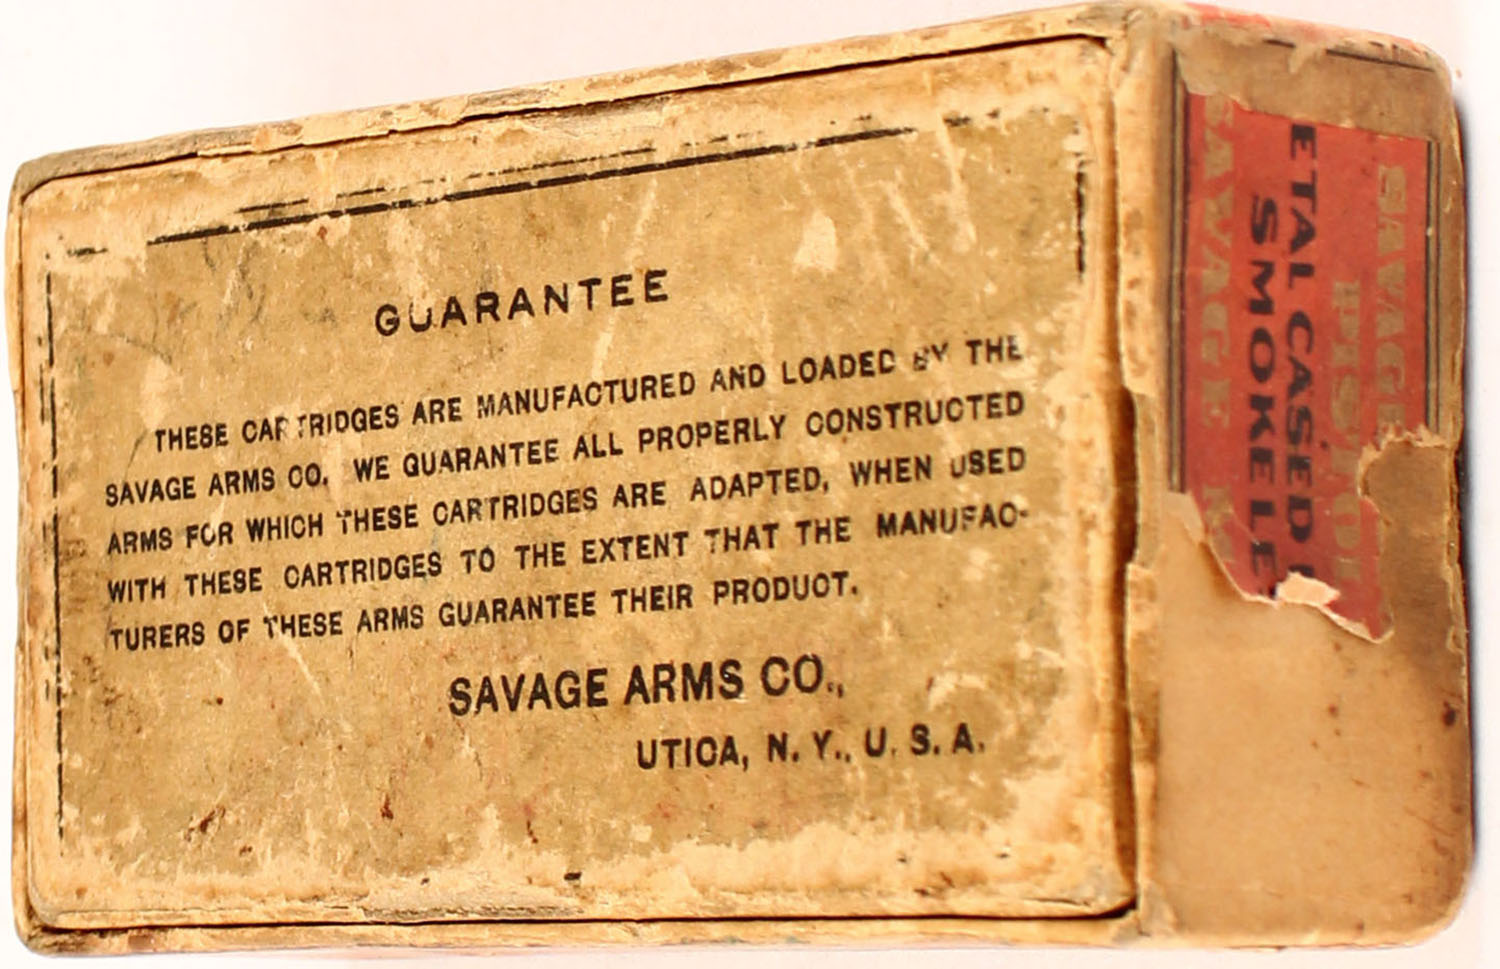 GUARANTEE
THESE CARTRIDGES ARE MANUFACTURED AND LOADED BY THE
SAVAGE ARMS CO. WE GUARANTEE ALL PROPERLY CONSTRUCTED
ARMS FOR WHICH THESE CARTRIDGES ARE ADAPTED, WHEN USED
WITH THESE CARTRIDGES TO THE EXTENT THAT THE MANUFAC-
TURERS OF THESE ARMS GUARANTEE THEIR PRODUCT.
SAVAGE ARMS CO.,
UTICA, N. Y., U. S. A.
SAVAGE
ETAL CASED
SMOKELE
SAVAGE